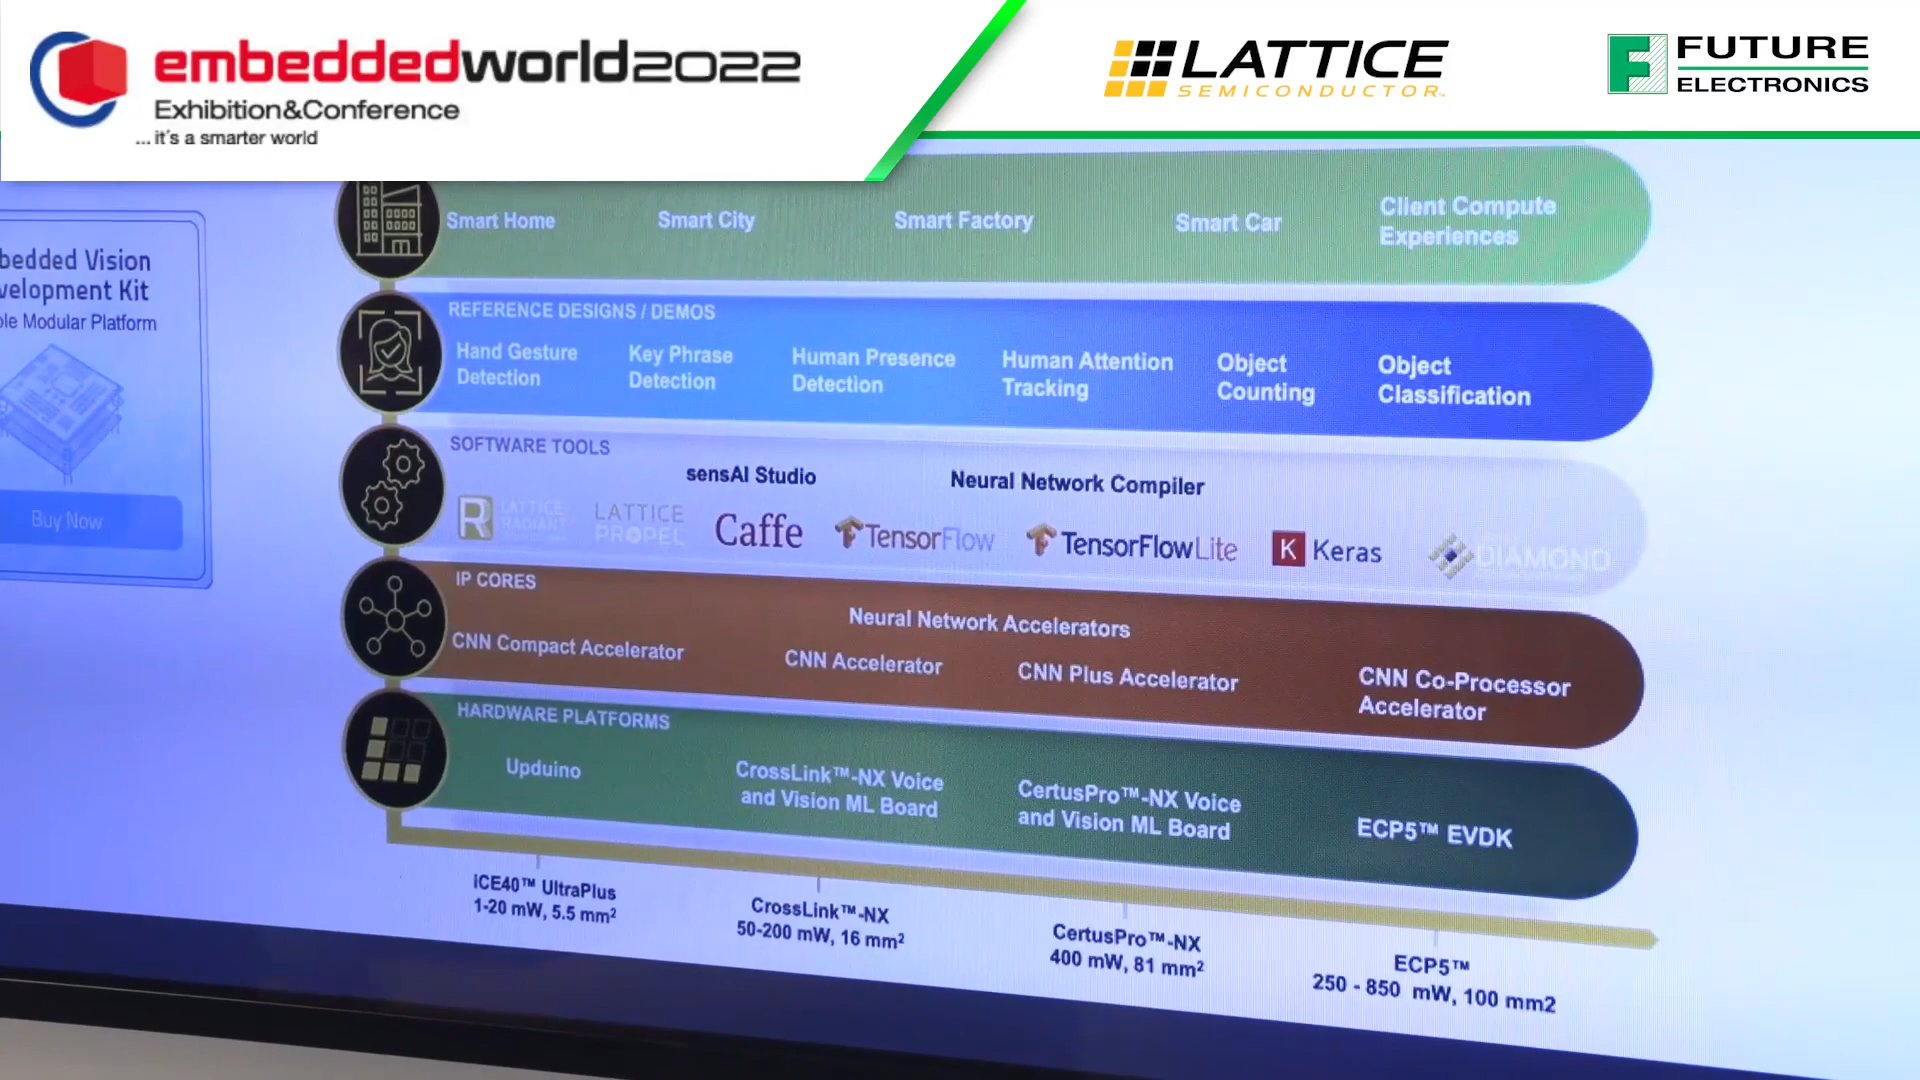 embeddedworld2022
Exhibition&Conference
... it's a smarter world
LATTICE
SEMICONDUCTOR
FUTURE
ELECTRONICS
bedded Vision
velopment Kit
ole Modular Platform
Buy Now
Smart Home
Smart City
Smart Factory
Smart Car
Client Compute
Experiences
REFERENCE DESIGNS / DEMOS
Hand Gesture
Detection
Key Phrase
Detection
Human Presence
Detection
Human Attention
Tracking
Object
Counting
Object
Classification
SOFTWARE TOOLS
sensAI Studio
Neural Network Compiler
LATTICE
RADIANT
LATTICE
PROPEL
Caffe
TensorFlow
TensorFlowLite
K Keras
DIAMOND
IP CORES
Neural Network Accelerators
CNN Compact Accelerator
CNN Accelerator
CNN Plus Accelerator
CNN Co-Processor
Accelerator
HARDWARE PLATFORMS
Upduino
CrossLink™-NX Voice
and Vision ML Board
CertusPro™-NX Voice
and Vision ML Board
ECP5™ EVDK
iCE40™ UltraPlus
1-20 mW, 5.5 mm²
CrossLink™-NX
50-200 mW, 16 mm²
CertusPro™-NX
400 mW, 81 mm²
ECP5™
250 - 850 mW, 100 mm2